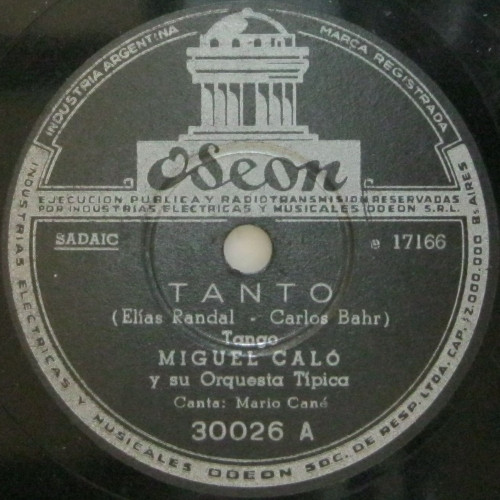 INDUSTRIA ARGENTINA
MARCA REGISTRADA
Odeon
EJECUCION PUBLICA Y RADIOTRANSMISION RESERVADAS
POR INDUSTRIAS ELECTRICAS Y MUSICALES ODEON S.R.L.
SADAIC
e 17166
TANTO
(Elías Randal - Carlos Bahr)
Tango
MIGUEL CALÓ
y su Orquesta Típica
Canta: Mario Cané
30026 A
INDUSTRIAS ELECTRICAS Y MUSICALES ODEON SOC. DE RESP. LTDA. CAP. 12.000.000 B. AIRES